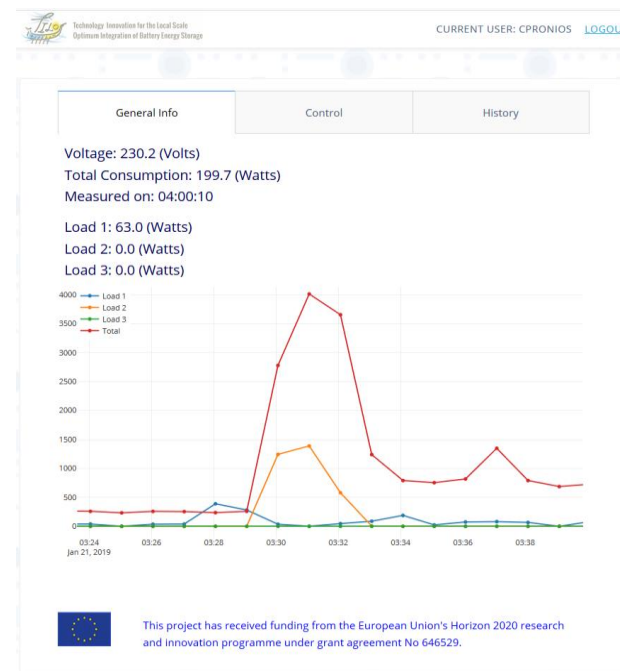 Technology Innovation for the Local Scale
Optimum Integration of Battery Energy Storage
CURRENT USER: CPRONIOS LOGOU
General Info Control History
Voltage: 230.2 (Volts)
Total Consumption: 199.7 (Watts)
Measured on: 04:00:10
Load 1: 63.0 (Watts)
Load 2: 0.0 (Watts)
Load 3: 0.0 (Watts)
4000
3500
3000
2500
2000
1500
1000
500
0
Load 1
Load 2
Load 3
Total
03:24 03:26 03:28 03:30 03:32 03:34 03:36 03:38
Jan 21, 2019
This project has received funding from the European Union's Horizon 2020 research
and innovation programme under grant agreement No 646529.